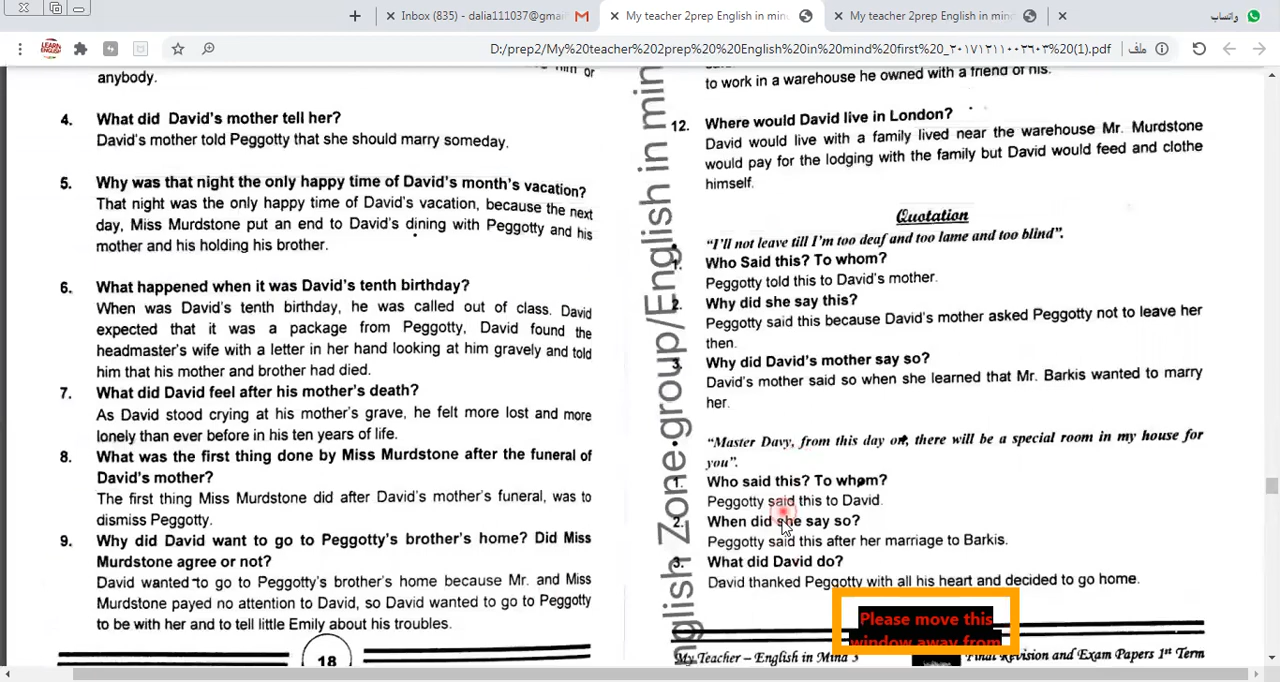 Inbox (835) - dalia111037@gmai
My teacher 2prep English in mind
My teacher 2prep English in mind
واتساب
D:/prep2/My%20teacher%202prep%20%20English%20in%20mind%20first%20_٢٠١٧١٢١١٠٠٢٦٠٣%20(1).pdf
ملف
anybody.
4. What did David's mother tell her?
David's mother told Peggotty that she should marry someday.
5. Why was that night the only happy time of David's month's vacation?
That night was the only happy time of David's vacation, because the next
day, Miss Murdstone put an end to David's dining with Peggotty and his
mother and his holding his brother.
6. What happened when it was David's tenth birthday?
When was David's tenth birthday, he was called out of class. David
expected that it was a package from Peggotty, David found the
headmaster's wife with a letter in her hand looking at him gravely and told
him that his mother and brother had died.
7. What did David feel after his mother's death?
As David stood crying at his mother's grave, he felt more lost and more
lonely than ever before in his ten years of life.
8. What was the first thing done by Miss Murdstone after the funeral of
David's mother?
The first thing Miss Murdstone did after David's mother's funeral, was to
dismiss Peggotty.
9. Why did David want to go to Peggotty's brother's home? Did Miss
Murdstone agree or not?
David wanted to go to Peggotty's brother's home because Mr. and Miss
Murdstone payed no attention to David, so David wanted to go to Peggotty
to be with her and to tell little Emily about his troubles.
18
English Zone.group/English in min
to work in a warehouse he owned with a friend of his.
12. Where would David live in London?
David would live with a family lived near the warehouse Mr. Murdstone
would pay for the lodging with the family but David would feed and clothe
himself.
Quotation
"I'll not leave till I'm too deaf and too lame and too blind".
1. Who Said this? To whom?
Peggotty told this to David's mother.
2. Why did she say this?
Peggotty said this because David's mother asked Peggotty not to leave her
then.
3. Why did David's mother say so?
David's mother said so when she learned that Mr. Barkis wanted to marry
her.
"Master Davy, from this day on, there will be a special room in my house for
you".
1. Who said this? To whom?
Peggotty said this to David.
2. When did she say so?
Peggotty said this after her marriage to Barkis.
3. What did David do?
David thanked Peggotty with all his heart and decided to go home.
Please move this
window away from
My Teacher – English in Mind 3
Final Revision and Exam Papers 1st Term